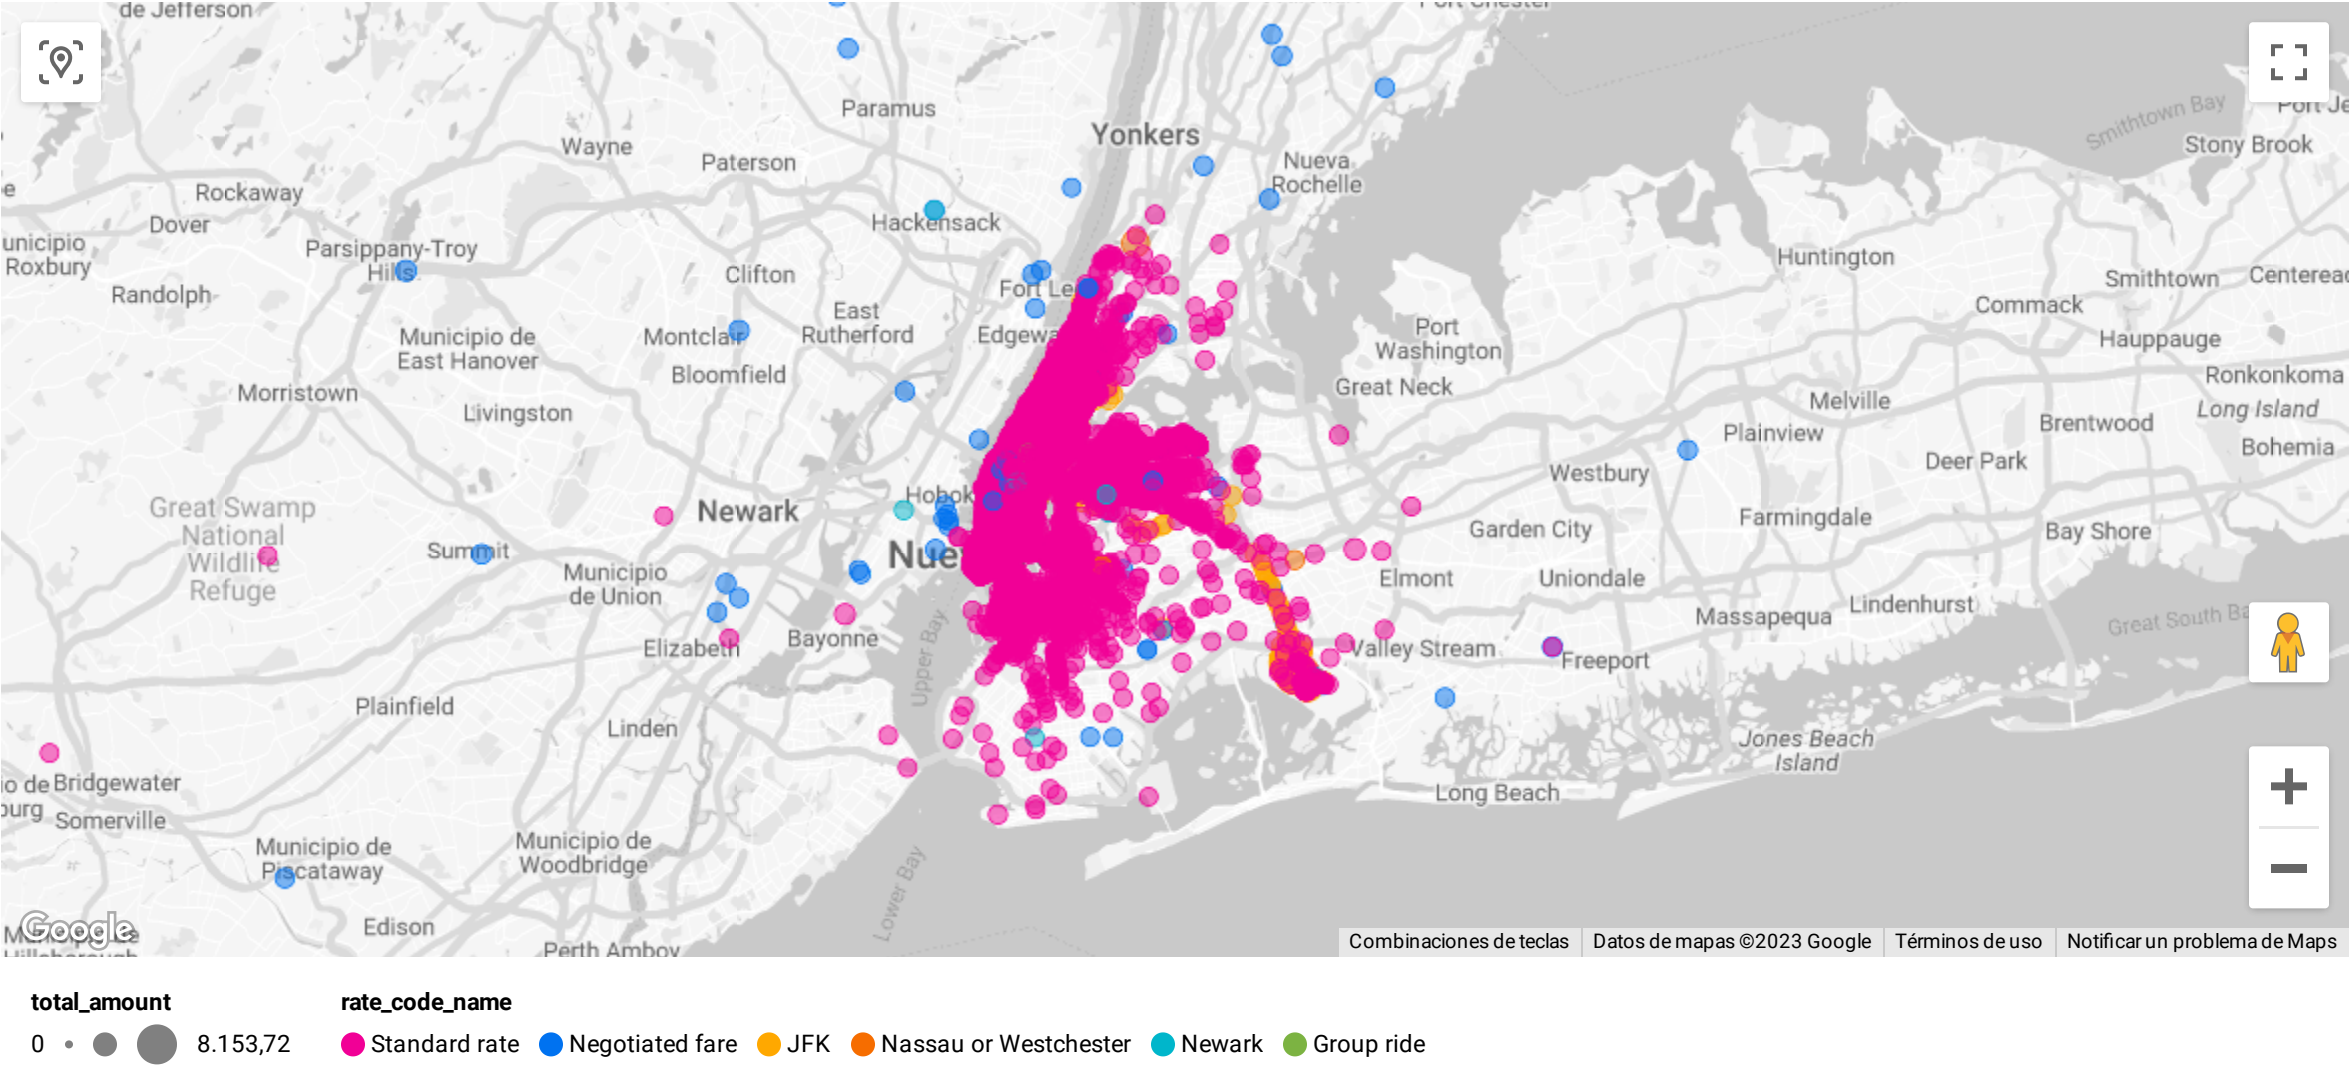 de Jefferson
Paramus
Yonkers
Wayne
Paterson
Nueva
Rochelle
Smithtown Bay
Stony Brook
Rockaway
Dover
Hackensack
Parsippany-Troy
Hills
unicipio
Roxbury
Randolph
Clifton
Fort Le
Huntington
Smithtown
Commack
East
Rutherford
Edgewa
Municipio de
East Hanover
Montclair
Bloomfield
Port
Washington
Great Neck
Hauppauge
Ronkonkoma
Long Island
Morristown
Livingston
Melville
Brentwood
Plainview
Bohemia
Deer Park
Westbury
Great Swamp
National
Wildlife
Refuge
Newark
Hobok
Garden City
Farmingdale
Bay Shore
Summit
Nue
Municipio
de Union
Elmont
Uniondale
Lindenhurst
Massapequa
Great South Ba
Elizabeth
Bayonne
Upper Bay
Valley Stream
Freeport
Plainfield
Linden
Jones Beach
Island
Long Beach
io de Bridgewater
burg
Somerville
Municipio de
Piscataway
Municipio de
Woodbridge
Lower Bay
Edison
Perth Amboy
Google
Combinaciones de teclas
Datos de mapas ©2023 Google
Términos de uso
Notificar un problema de Maps
total_amount
rate_code_name
0
8.153,72
Standard rate
Negotiated fare
JFK
Nassau or Westchester
Newark
Group ride